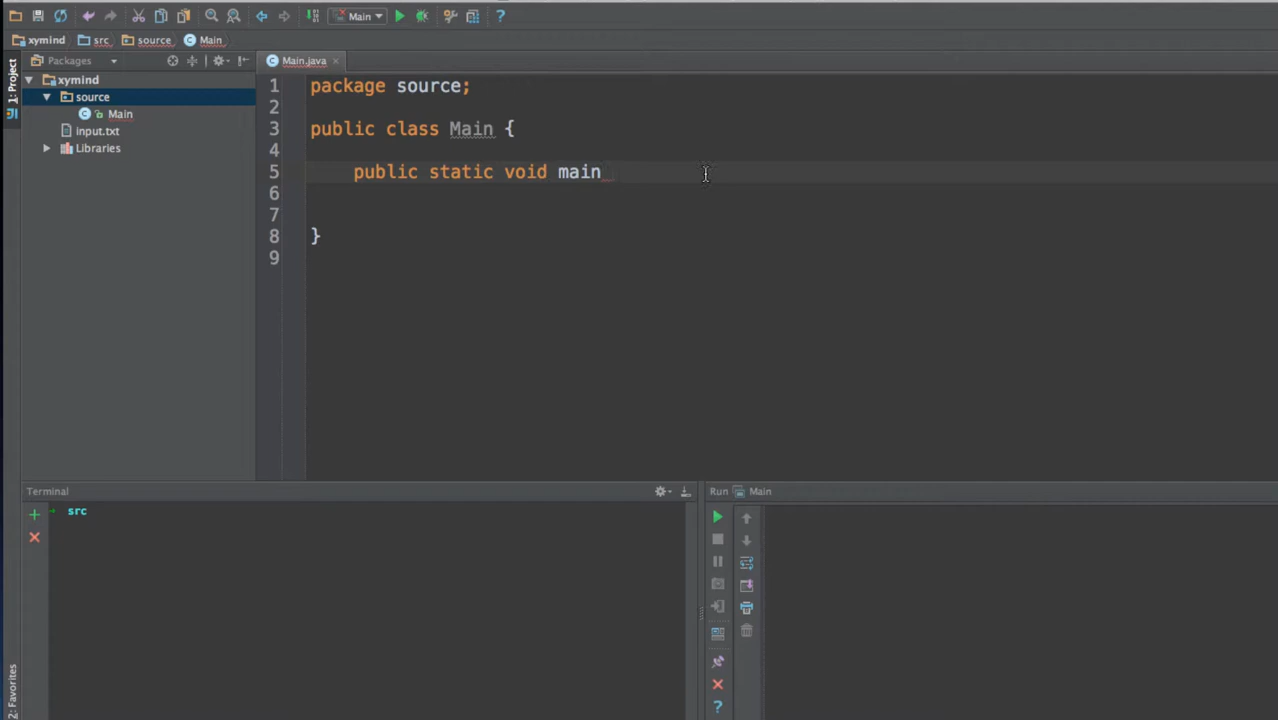 Main
xymind src source Main
1: Project
Packages
Main.java
xymind
source
Main
input.txt
Libraries
1 package source;
2
3 public class Main {
4
5 public static void main
6
7
8 }
9
Terminal
src
Run Main
2: Favorites